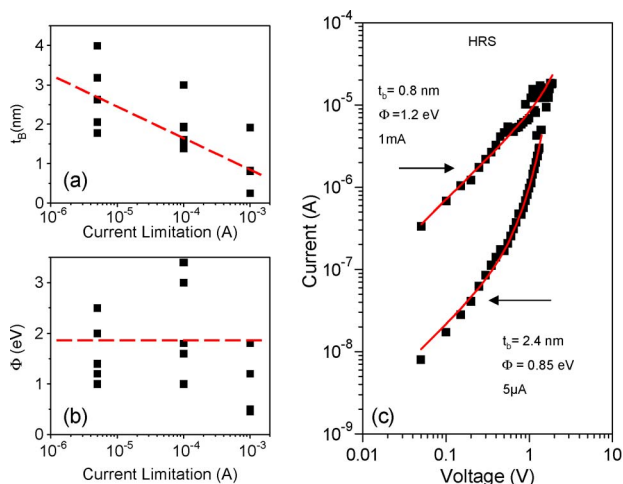 4
3
2
1
0
t_B(nm)
(a)
10^-6 10^-5 10^-4 10^-3
Current Limitation (A)
3
2
1
0
Φ (eV)
(b)
10^-6 10^-5 10^-4 10^-3
Current Limitation (A)
10^-4
10^-5
10^-6
10^-7
10^-8
10^-9
Current (A)
HRS
t_b= 0.8 nm
Φ =1.2 eV
1mA
t_b= 2.4 nm
Φ = 0.85 eV
5µA
(c)
0.01 0.1 1 10
Voltage (V)